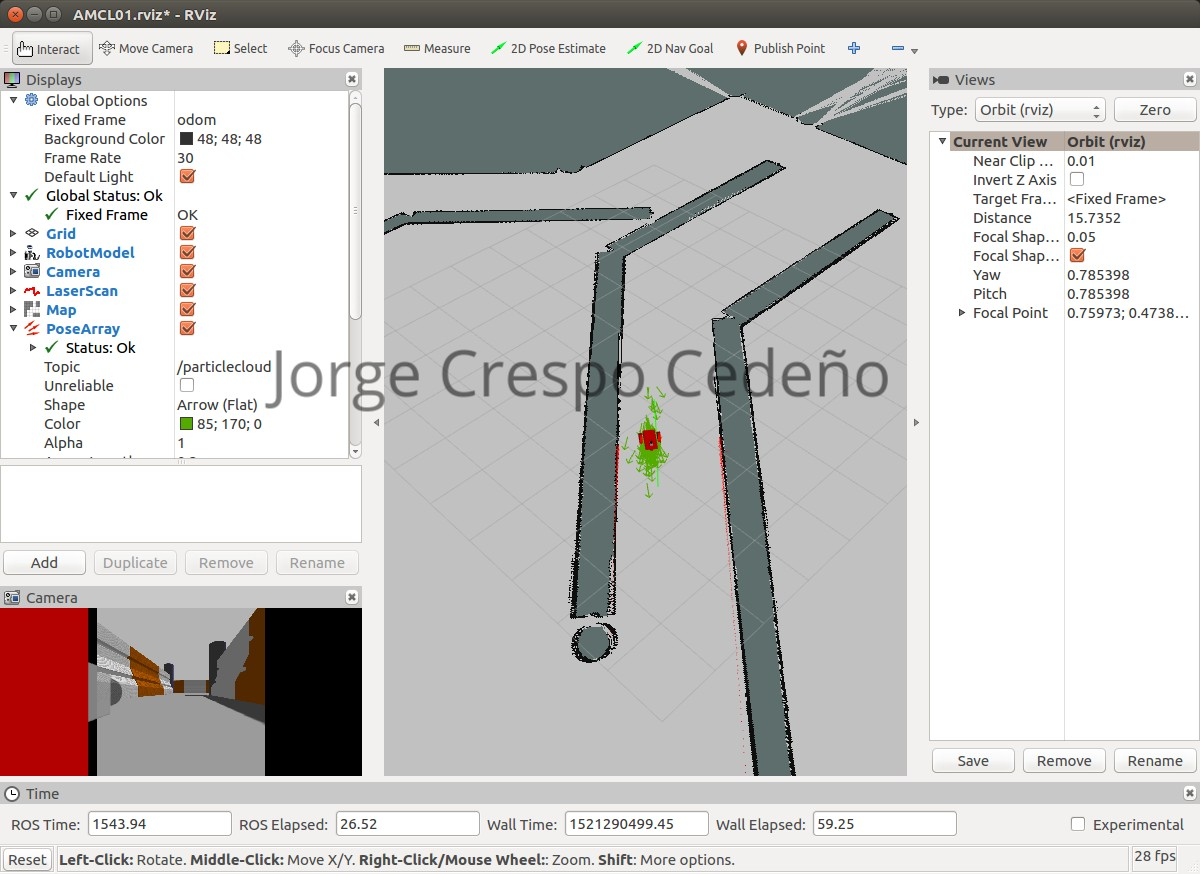 AMCL01.rviz* - RViz
Interact Move Camera Select Focus Camera Measure 2D Pose Estimate 2D Nav Goal Publish Point
Displays
Global Options
Fixed Frame odom
Background Color 48; 48; 48
Frame Rate 30
Default Light
Global Status: Ok
Fixed Frame OK
Grid
RobotModel
Camera
LaserScan
Map
PoseArray
Status: Ok
Topic /particlecloud
Unreliable
Shape Arrow (Flat)
Color 85; 170; 0
Alpha 1
Add Duplicate Remove Rename
Camera
Jorge Crespo Cedeño
Views
Type: Orbit (rviz) Zero
Current View Orbit (rviz)
Near Clip ... 0.01
Invert Z Axis
Target Fra... <Fixed Frame>
Distance 15.7352
Focal Shap... 0.05
Focal Shap...
Yaw 0.785398
Pitch 0.785398
Focal Point 0.75973; 0.4738...
Save Remove Rename
Time
ROS Time: 1543.94 ROS Elapsed: 26.52 Wall Time: 1521290499.45 Wall Elapsed: 59.25 Experimental
Reset Left-Click: Rotate. Middle-Click: Move X/Y. Right-Click/Mouse Wheel:: Zoom. Shift: More options. 28 fps